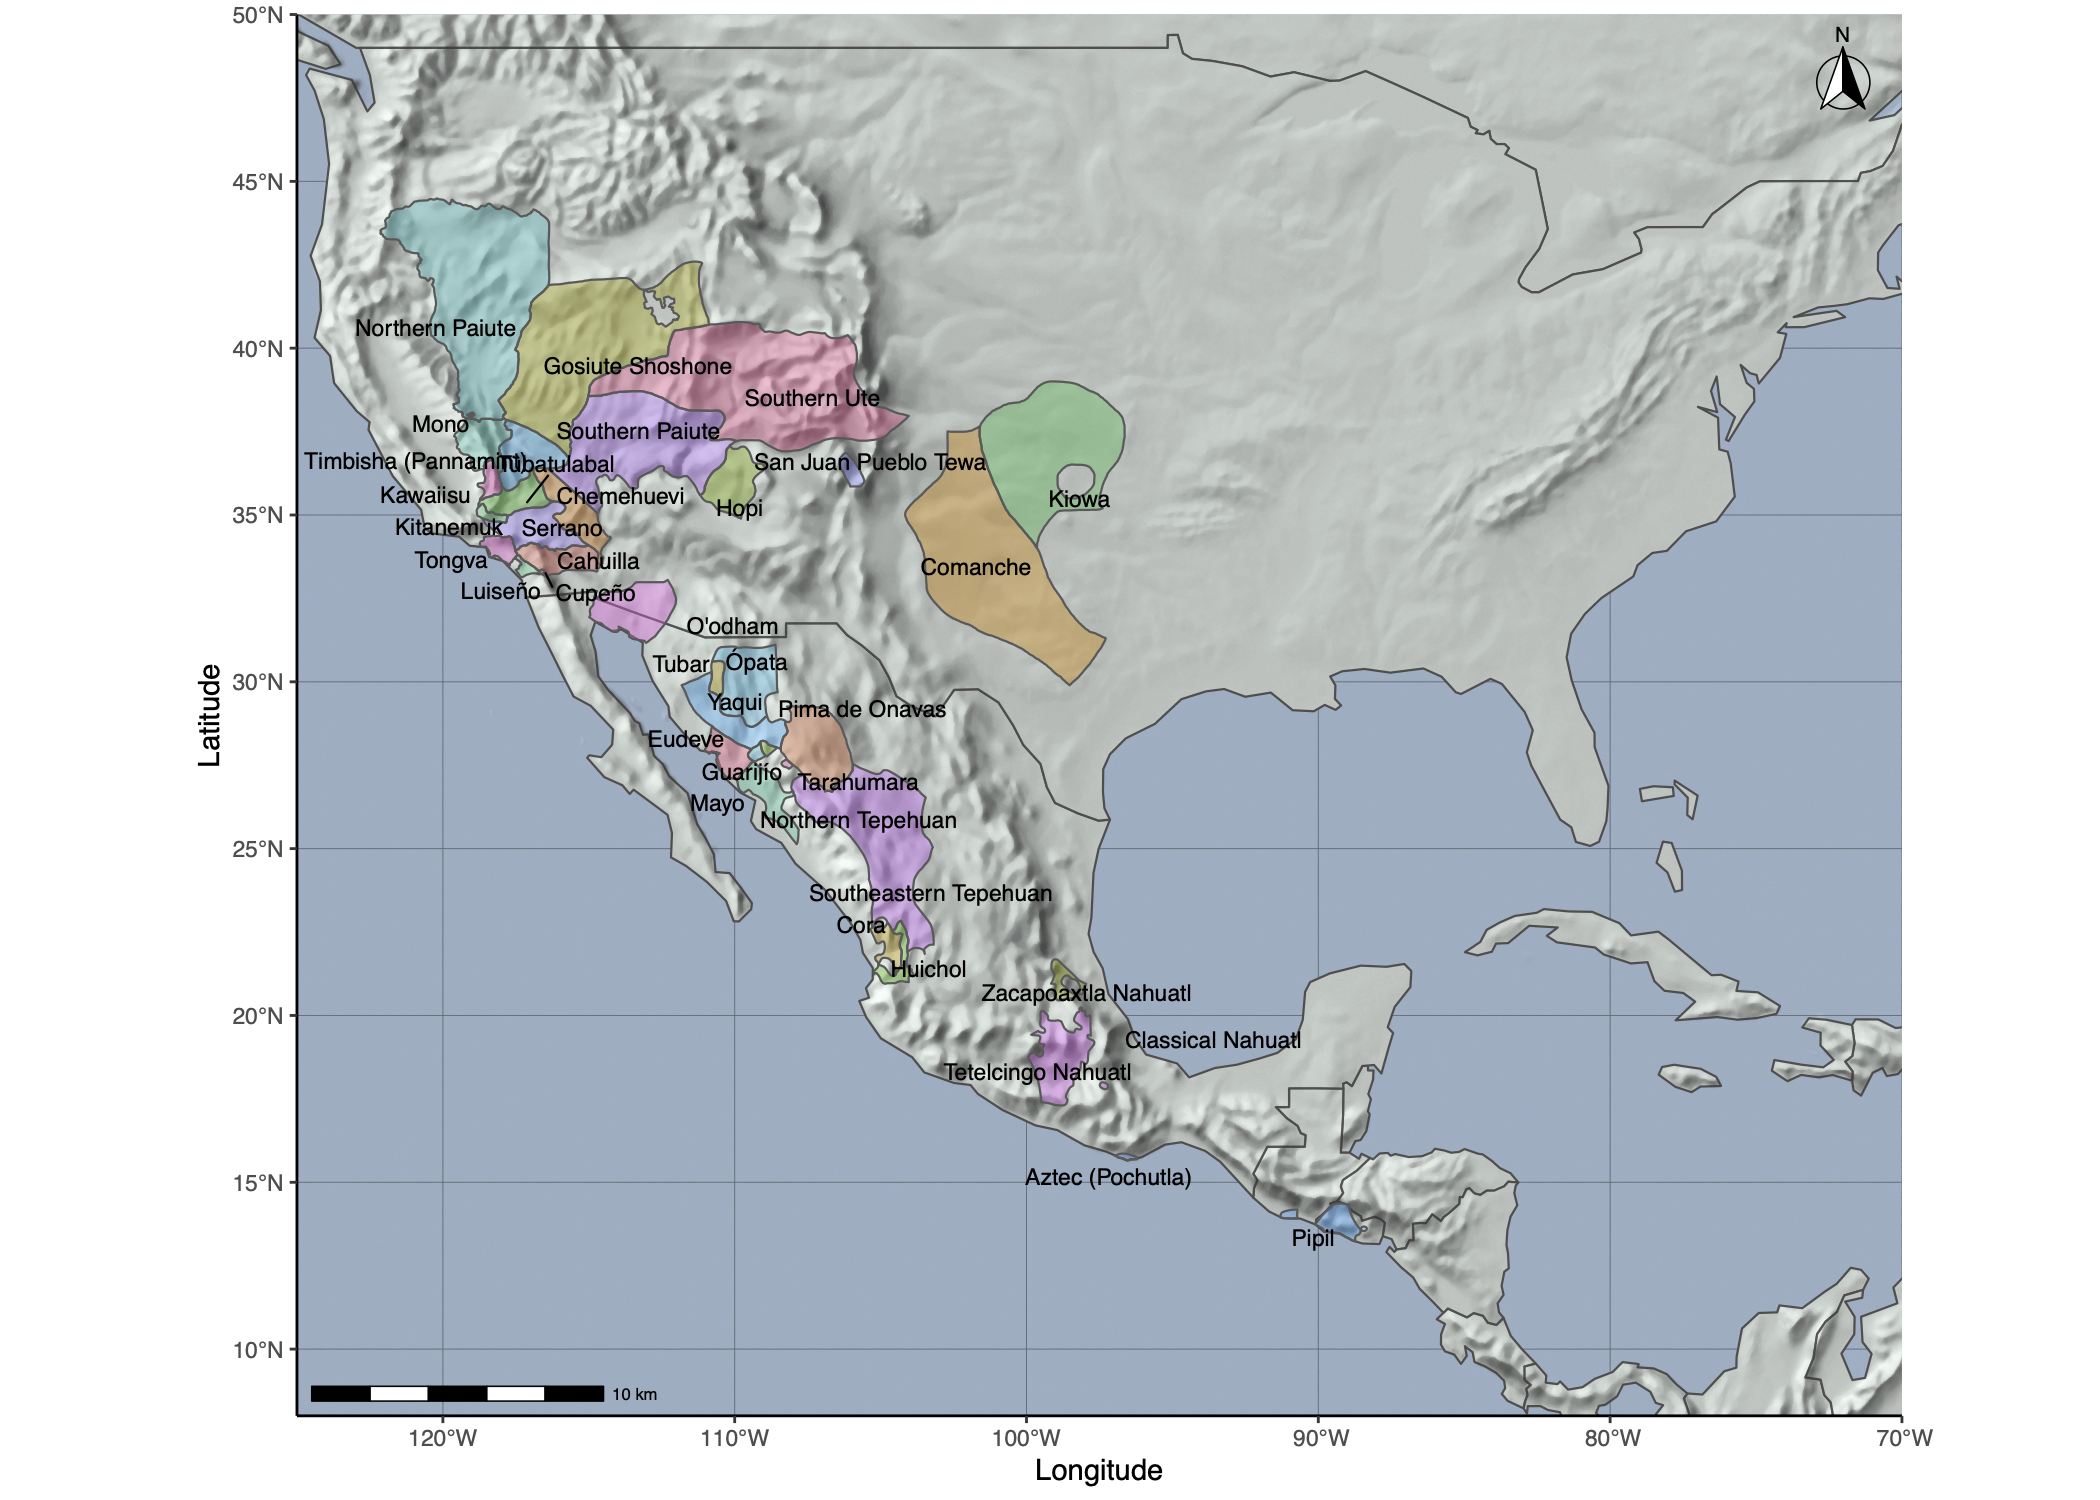 50°N
N
45°N
40°N
Northern Paiute
Gosiute Shoshone
Southern Ute
Mono
Southern Paiute
Timbisha (Pannamint)
Tübatulabal
San Juan Pueblo Tewa
Kawaiisu
Chemehuevi
Hopi
Kiowa
35°N
Kitanemuk
Serrano
Tongva
Cahuilla
Comanche
Luiseño
Cupeño
O'odham
Latitude
30°N
Tubar
Ópata
Yaqui
Pima de Onavas
Eudeve
Guarijío
Tarahumara
Mayo
Northern Tepehuan
25°N
Southeastern Tepehuan
Cora
Huichol
Zacapoaxtla Nahuatl
20°N
Classical Nahuatl
Tetelcingo Nahuatl
15°N
Aztec (Pochutla)
Pipil
10°N
10 km
120°W 110°W 100°W 90°W 80°W 70°W
Longitude